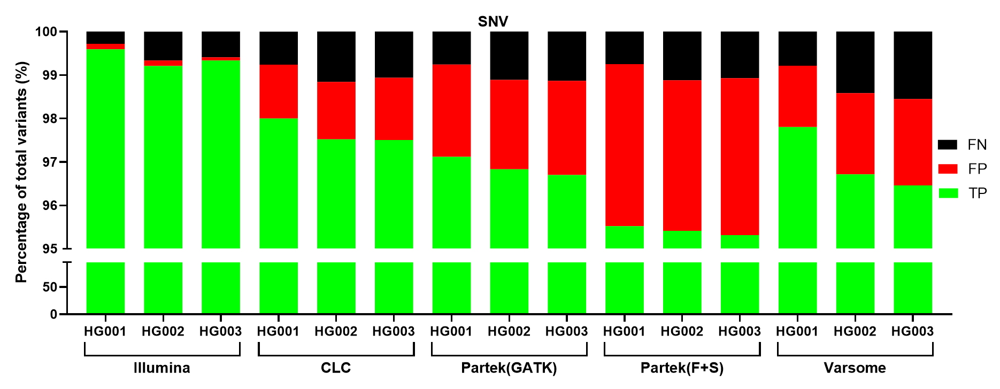 SNV
Percentage of total variants (%)
100
99
98
97
96
95
50
0
HG001 HG002 HG003 HG001 HG002 HG003 HG001 HG002 HG003 HG001 HG002 HG003 HG001 HG002 HG003
Illumina CLC Partek(GATK) Partek(F+S) Varsome
FN
FP
TP